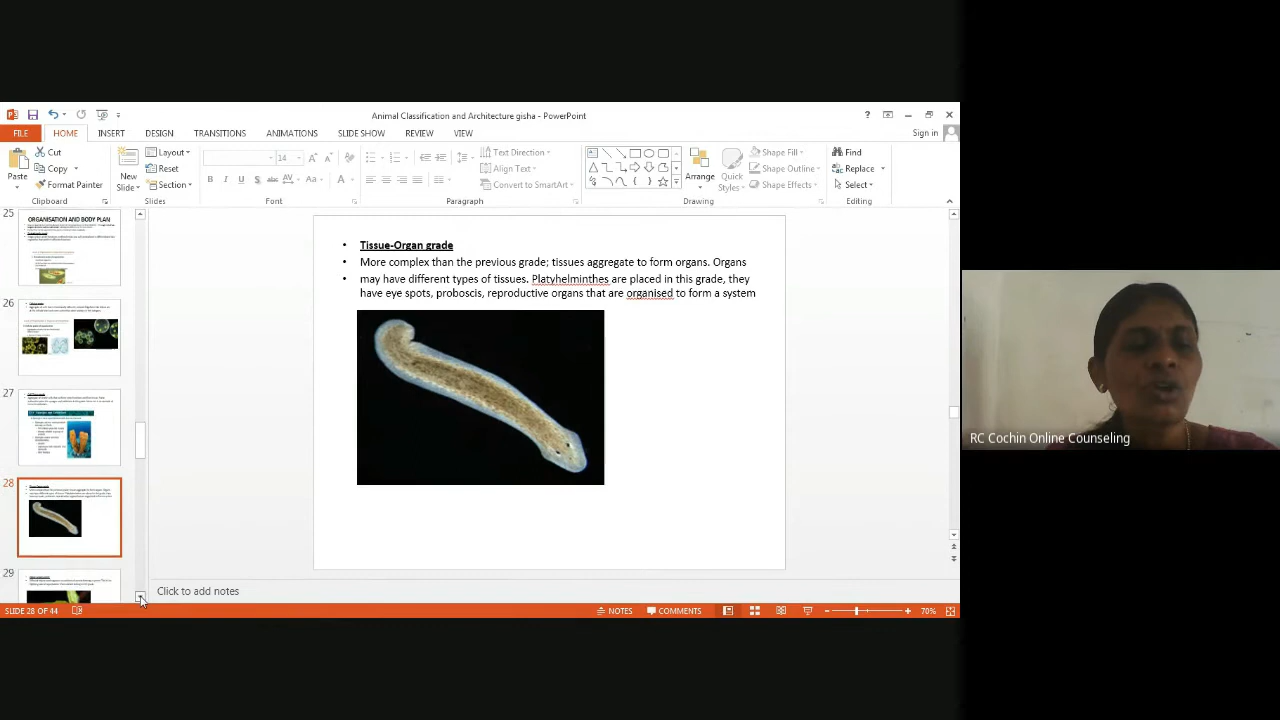 Animal Classification and Architecture gisha - PowerPoint
Sign in
FILE HOME INSERT DESIGN TRANSITIONS ANIMATIONS SLIDE SHOW REVIEW VIEW
Paste
Cut
Copy
Format Painter
Clipboard
New
Slide
Layout
Reset
Section
Slides
14
Font
Text Direction
Align Text
Convert to SmartArt
Paragraph
Arrange
Quick
Styles
Shape Fill
Shape Outline
Shape Effects
Drawing
Find
Replace
Select
Editing
25
ORGANISATION AND BODY PLAN
26
27
28
29
• Tissue-Organ grade
• More complex than the previous grade; tissues aggregate to form organs. Organs
• may have different types of tissues. Platyhelminthes are placed in this grade, they
have eye spots, proboscis, reproductive organs that are organised to form a system
Click to add notes
SLIDE 28 OF 44
NOTES
COMMENTS
70%
RC Cochin Online Counseling